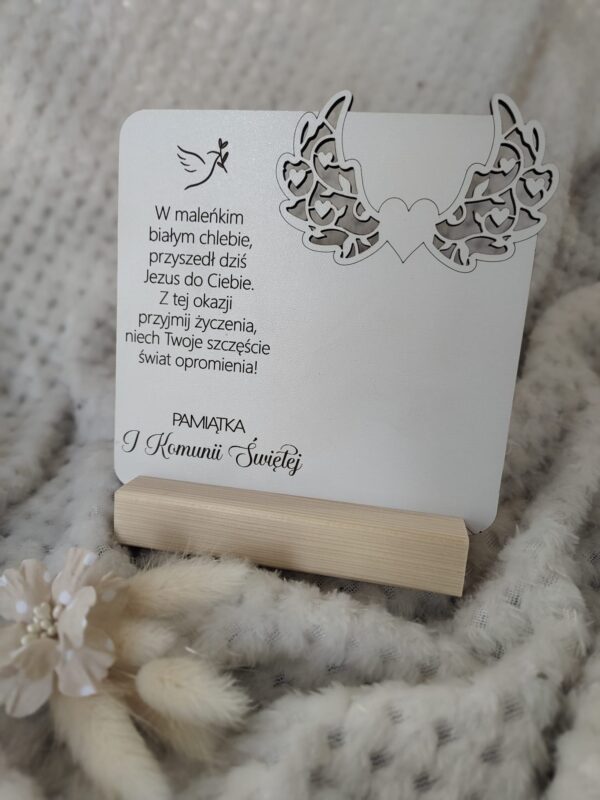 W maleńkim
białym chlebie,
przyszedł dziś
Jezus do Ciebie.
Z tej okazji
przyjmij życzenia,
niech Twoje szczęście
świat opromienia!
PAMIĄTKA
I Komunii Świętej